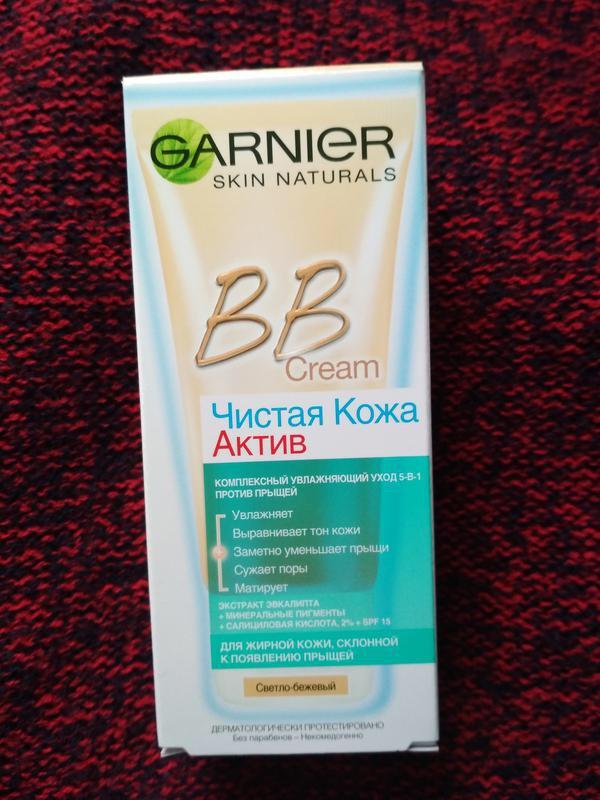 GARNIER
SKIN NATURALS
BB
Cream
Чистая Кожа
Актив
КОМПЛЕКСНЫЙ УВЛАЖНЯЮЩИЙ УХОД 5-В-1
ПРОТИВ ПРЫЩЕЙ
Увлажняет
Выравнивает тон кожи
Заметно уменьшает прыщи
Сужает поры
Матирует
ЭКСТРАКТ ЭВКАЛИПТА
+ МИНЕРАЛЬНЫЕ ПИГМЕНТЫ
+ САЛИЦИЛОВАЯ КИСЛОТА, 2% + SPF 15
ДЛЯ ЖИРНОЙ КОЖИ, СКЛОННОЙ
К ПОЯВЛЕНИЮ ПРЫЩЕЙ
Светло-бежевый
ДЕРМАТОЛОГИЧЕСКИ ПРОТЕСТИРОВАНО
Без парабенов – Некомедогенно